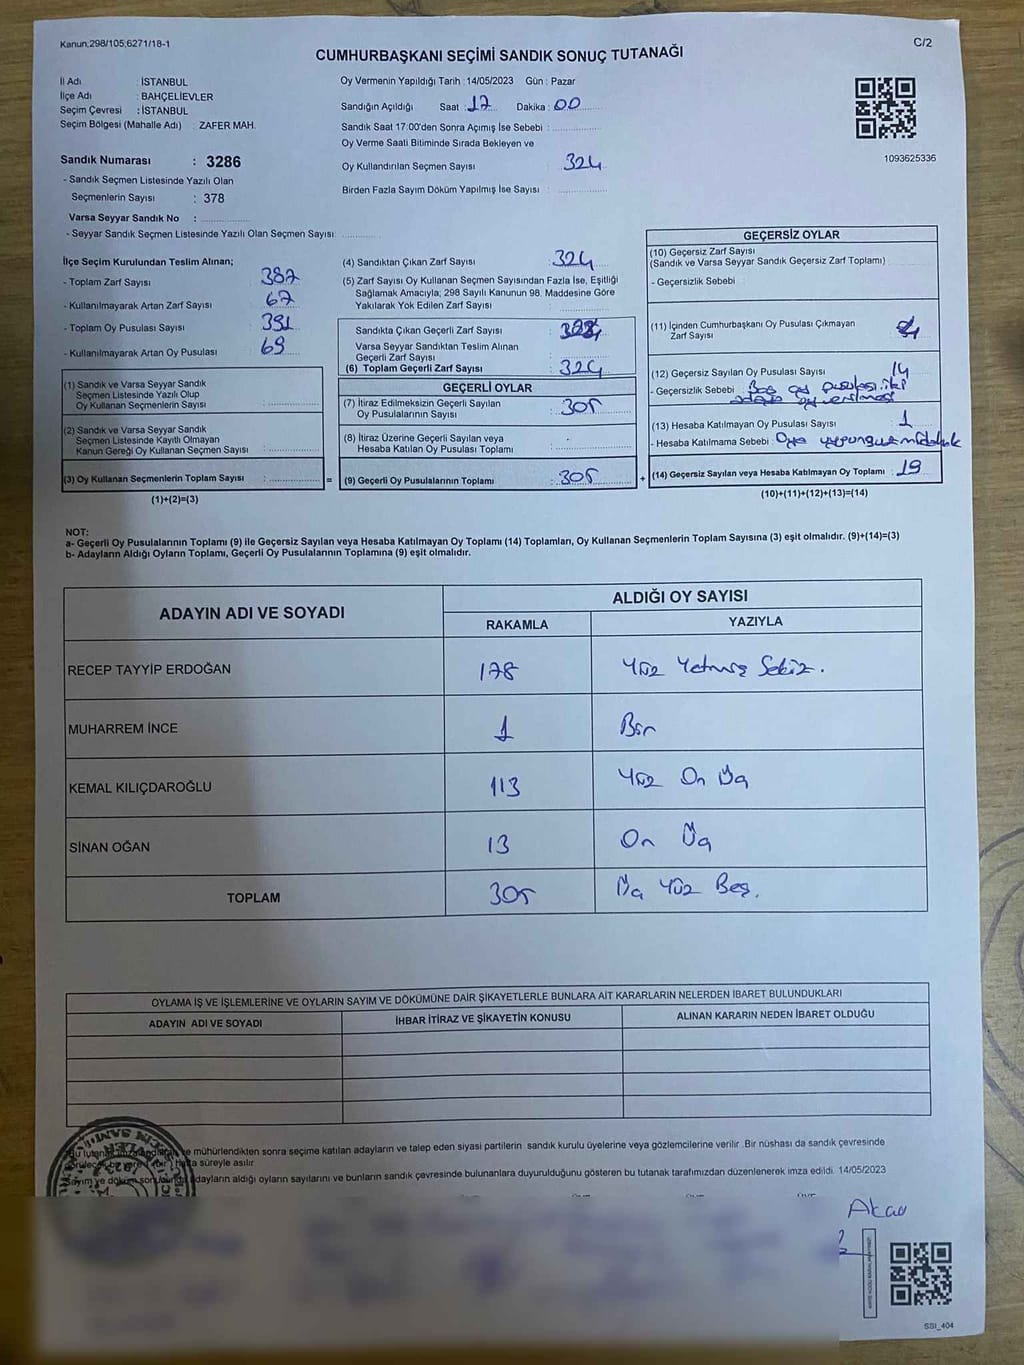 Kanun;298/105;6271/18-1
C/2
CUMHURBAŞKANI SEÇİMİ SANDIK SONUÇ TUTANAĞI
İl Adı : İSTANBUL
İlçe Adı : BAHÇELİEVLER
Seçim Çevresi : İSTANBUL
Seçim Bölgesi (Mahalle Adı) : ZAFER MAH.
Sandık Numarası : 3286
- Sandık Seçmen Listesinde Yazılı Olan
Seçmenlerin Sayısı : 378
Varsa Seyyar Sandık No :
- Seyyar Sandık Seçmen Listesinde Yazılı Olan Seçmen Sayısı:
Oy Vermenin Yapıldığı Tarih :14/05/2023 Gün : Pazar
Sandığın Açıldığı Saat : 17 Dakika : 00
Sandık Saat 17:00'den Sonra Açımış İse Sebebi :
Oy Verme Saati Bitiminde Sırada Bekleyen ve
Oy Kullandırılan Seçmen Sayısı : 324
Birden Fazla Sayım Döküm Yapılmış İse Sayısı :
1093625336
İlçe Seçim Kurulundan Teslim Alınan;
- Toplam Zarf Sayısı : 387
- Kullanılmayarak Artan Zarf Sayısı : 67
- Toplam Oy Pusulası Sayısı : 391
- Kullanılmayarak Artan Oy Pusulası : 69
(1) Sandık ve Varsa Seyyar Sandık
Seçmen Listesinde Yazılı Olup
Oy Kullanan Seçmenlerin Sayısı :
(2) Sandık ve Varsa Seyyar Sandık
Seçmen Listesinde Kayıtlı Olmayan
Kanun Gereği Oy Kullanan Seçmen Sayısı :
(3) Oy Kullanan Seçmenlerin Toplam Sayısı :
(1)+(2)=(3)
(4) Sandıktan Çıkan Zarf Sayısı : 324
(5) Zarf Sayısı Oy Kullanan Seçmen Sayısından Fazla İse, Eşitliği
Sağlamak Amacıyla, 298 Sayılı Kanunun 98. Maddesine Göre
Yakılarak Yok Edilen Zarf Sayısı :
Sandıkta Çıkan Geçerli Zarf Sayısı :
Varsa Seyyar Sandıktan Teslim Alınan
Geçerli Zarf Sayısı :
(6) Toplam Geçerli Zarf Sayısı : 324
GEÇERLİ OYLAR
(7) İtiraz Edilmeksizin Geçerli Sayılan
Oy Pusulalarının Sayısı : 305
(8) İtiraz Üzerine Geçerli Sayılan veya
Hesaba Katılan Oy Pusulası Toplamı :
= (9) Geçerli Oy Pusulalarının Toplamı : 305 +
GEÇERSİZ OYLAR
(10) Geçersiz Zarf Sayısı
(Sandık ve Varsa Seyyar Sandık Geçersiz Zarf Toplamı)
- Geçersizlik Sebebi
(11) İçinden Cumhurbaşkanı Oy Pusulası Çıkmayan
Zarf Sayısı : 4
(12) Geçersiz Sayılan Oy Pusulası Sayısı : 14
- Geçersizlik Sebebi Boş oy pusulası. iki
adaya oy verilmesi
(13) Hesaba Katılmayan Oy Pusulası Sayısı : 1
- Hesaba Katılmama Sebebi
(14) Geçersiz Sayılan veya Hesaba Katılmayan Oy Toplamı : 19
(10)+(11)+(12)+(13)=(14)
NOT:
a- Geçerli Oy Pusulalarının Toplamı (9) ile Geçersiz Sayılan veya Hesaba Katılmayan Oy Toplamı (14) Toplamları, Oy Kullanan Seçmenlerin Toplam Sayısına (3) eşit olmalıdır. (9)+(14)=(3)
b- Adayların Aldığı Oyların Toplamı, Geçerli Oy Pusulalarının Toplamına (9) eşit olmalıdır.
ADAYIN ADI VE SOYADI
ALDIĞI OY SAYISI
RAKAMLA YAZIYLA
RECEP TAYYİP ERDOĞAN 178 Yüz Yetmiş Sekiz.
MUHARREM İNCE 1 Bir
KEMAL KILIÇDAROĞLU 113 Yüz On Üç
SİNAN OĞAN 13 On Üç
TOPLAM 305 Üç Yüz Beş.
OYLAMA İŞ VE İŞLEMLERİNE VE OYLARIN SAYIM VE DÖKÜMÜNE DAİR ŞİKAYETLERLE BUNLARA AİT KARARLARIN NELERDEN İBARET BULUNDUKLARI
ADAYIN ADI VE SOYADI İHBAR İTİRAZ VE ŞİKAYETİN KONUSU ALINAN KARARIN NEDEN İBARET OLDUĞU
mühürlendikten sonra seçime katılan adayların ve talep eden siyasi partilerin sandık kurulu üyelerine veya gözlemcilerine verilir .Bir nüshası da sandık çevresinde
süreyle asılır
adayların aldığı oyların sayılarını ve bunların sandık çevresinde bulunanlara duyurulduğunu gösteren bu tutanak tarafımızdan düzenlenerek imza edildi. 14/05/2023
SSI_404